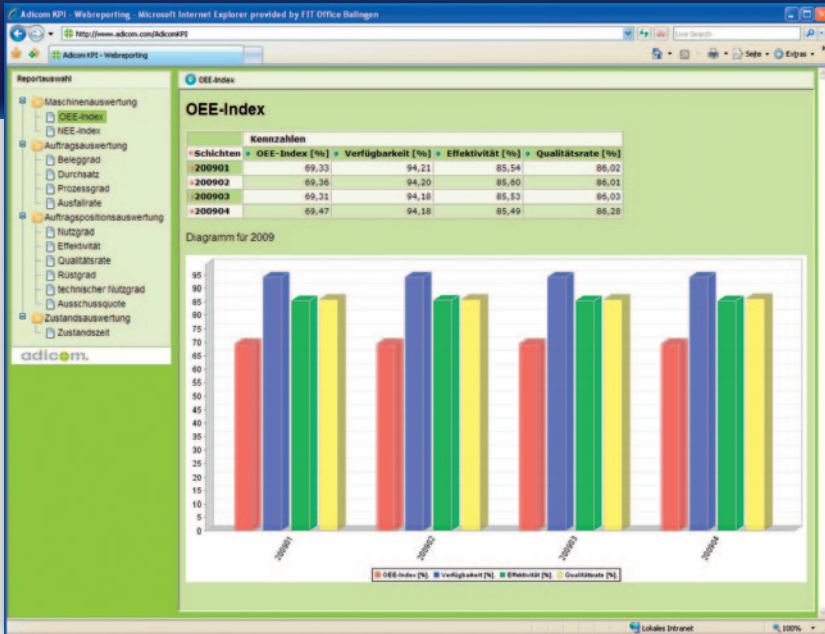 Adicom KPI - Webreporting - Microsoft Internet Explorer provided by FIT Office Balingen
http://www.adicom.com/AdicomKPI
Live Search
Adicom KPI - Webreporting
Seite
Extras
Reportauswahl
Maschinenauswertung
OEE-Index
NEE-Index
Auftragsauswertung
Beleggrad
Durchsatz
Prozessgrad
Ausfallrate
Auftragspositionsauswertung
Nutzgrad
Effektivität
Qualitätsrate
Rüstgrad
technischer Nutzgrad
Ausschussquote
Zustandsauswertung
Zustandszeit
adicom.
OEE-Index
OEE-Index
Kennzahlen
Schichten OEE-Index [%] Verfügbarkeit [%] Effektivität [%] Qualitätsrate [%]
200901 69,33 94,21 85,54 86,02
200902 69,36 94,20 85,60 86,01
200903 69,31 94,18 85,53 86,03
200904 69,47 94,18 85,49 86,28
Diagramm für 2009
95
90
85
80
75
70
65
60
55
50
45
40
35
30
25
20
15
10
5
0
200901 200902 200903 200904
OEE-Index [%]. Verfügbarkeit [%]. Effektivität [%]. Qualitätsrate [%].
Lokales Intranet 100%